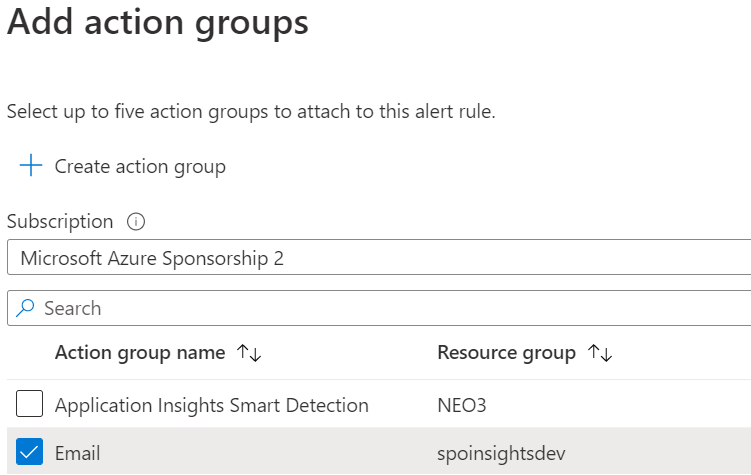 Add action groups
Select up to five action groups to attach to this alert rule.
Create action group
Subscription
Microsoft Azure Sponsorship 2
Search
Action group name Resource group
Application Insights Smart Detection NEO3
Email spoinsightsdev